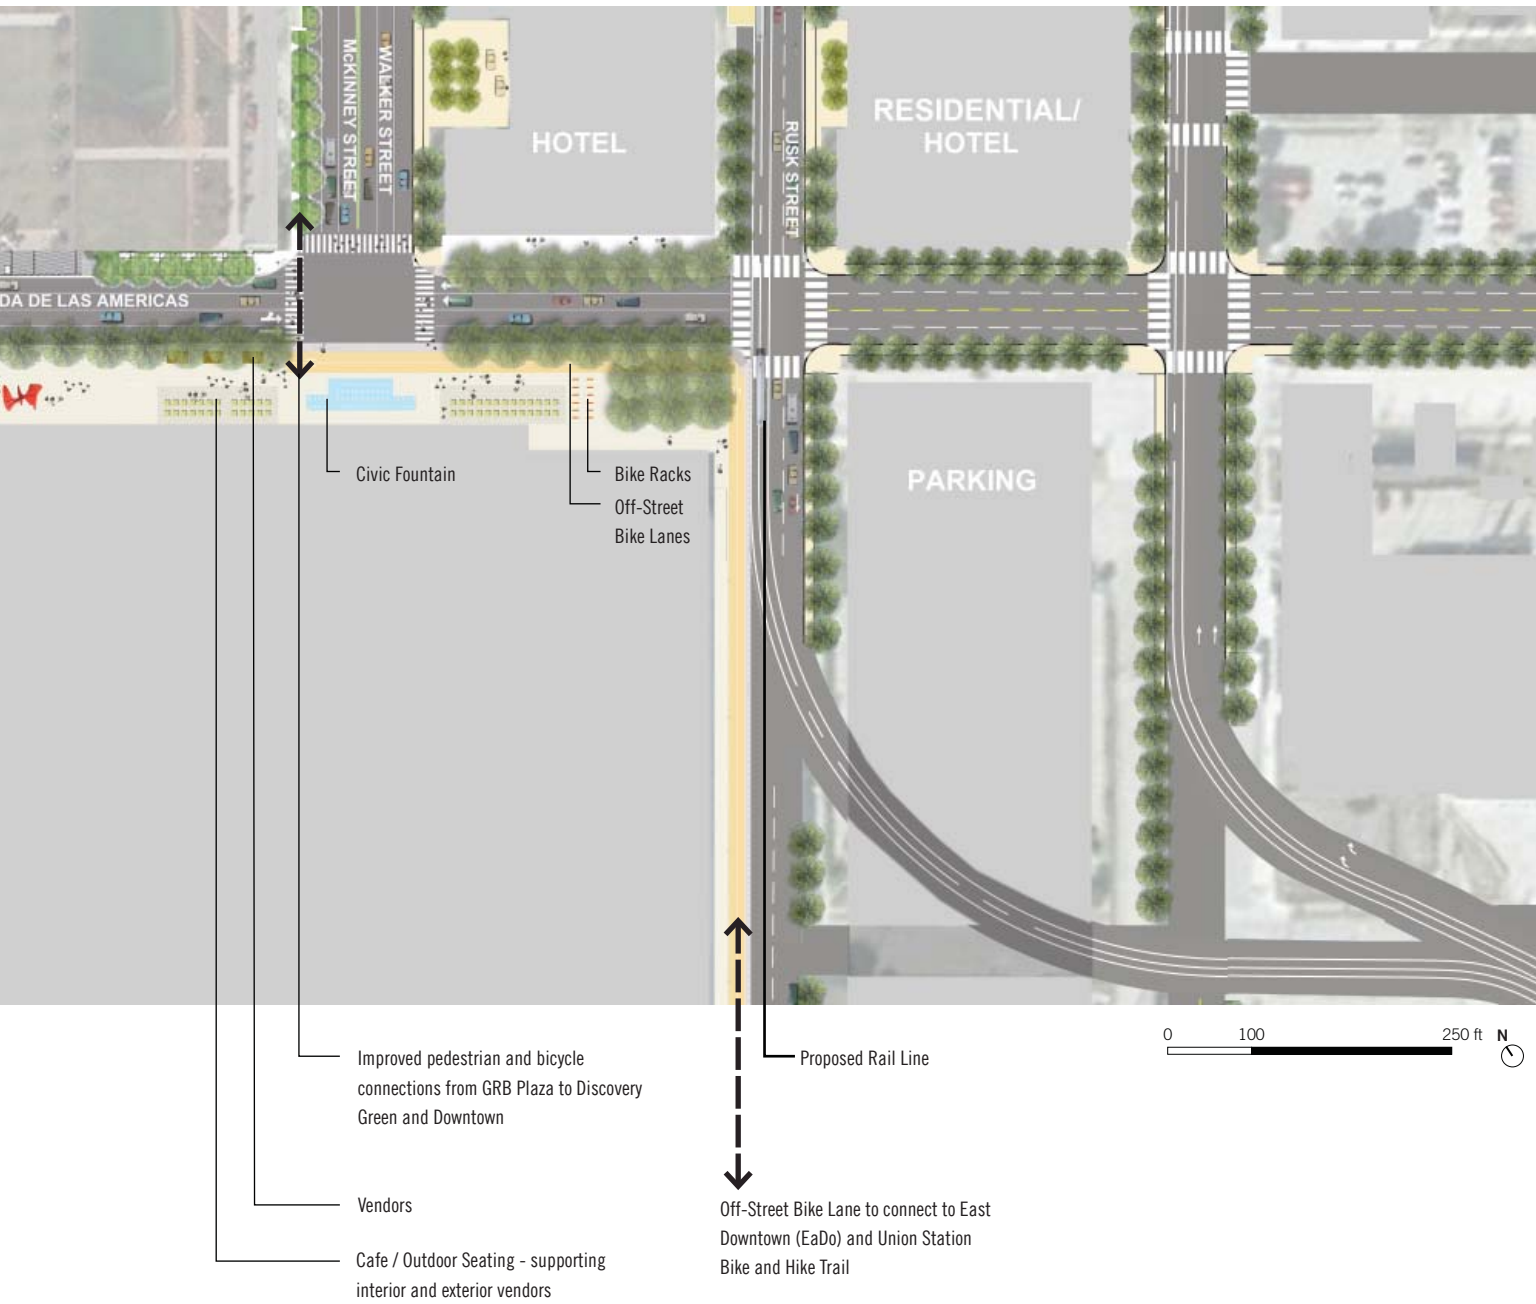 McKINNEY STREET
WALKER STREET
HOTEL
RUSK STREET
RESIDENTIAL/
HOTEL
DA DE LAS AMERICAS
Civic Fountain
Bike Racks
Off-Street
Bike Lanes
PARKING
0 100 250 ft N
Improved pedestrian and bicycle
connections from GRB Plaza to Discovery
Green and Downtown
Proposed Rail Line
Vendors
Off-Street Bike Lane to connect to East
Downtown (EaDo) and Union Station
Bike and Hike Trail
Cafe / Outdoor Seating - supporting
interior and exterior vendors